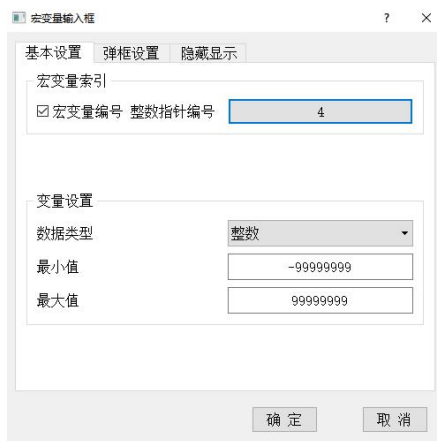 宏变量输入框
基本设置 弹框设置 隐藏显示
宏变量索引
宏变量编号 整数指针编号 4
变量设置
数据类型 整数
最小值 -99999999
最大值 99999999
确定 取消